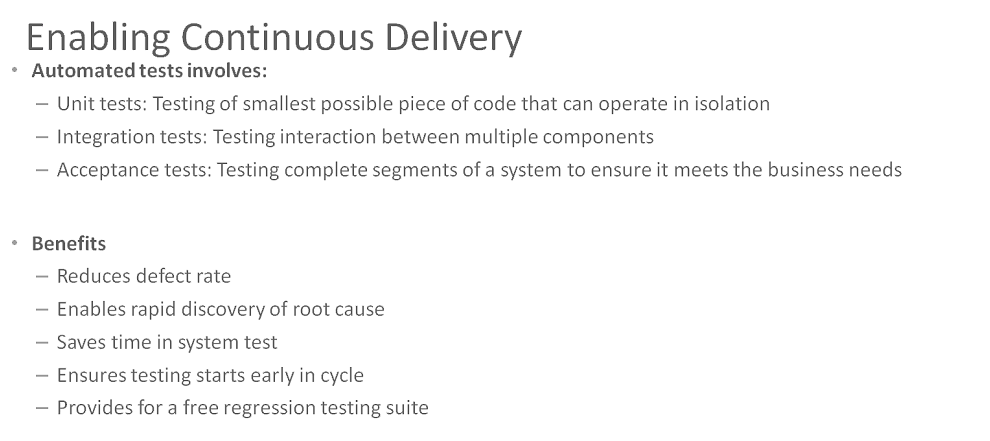 Enabling Continuous Delivery
• Automated tests involves:
– Unit tests: Testing of smallest possible piece of code that can operate in isolation
– Integration tests: Testing interaction between multiple components
– Acceptance tests: Testing complete segments of a system to ensure it meets the business needs
• Benefits
– Reduces defect rate
– Enables rapid discovery of root cause
– Saves time in system test
– Ensures testing starts early in cycle
– Provides for a free regression testing suite